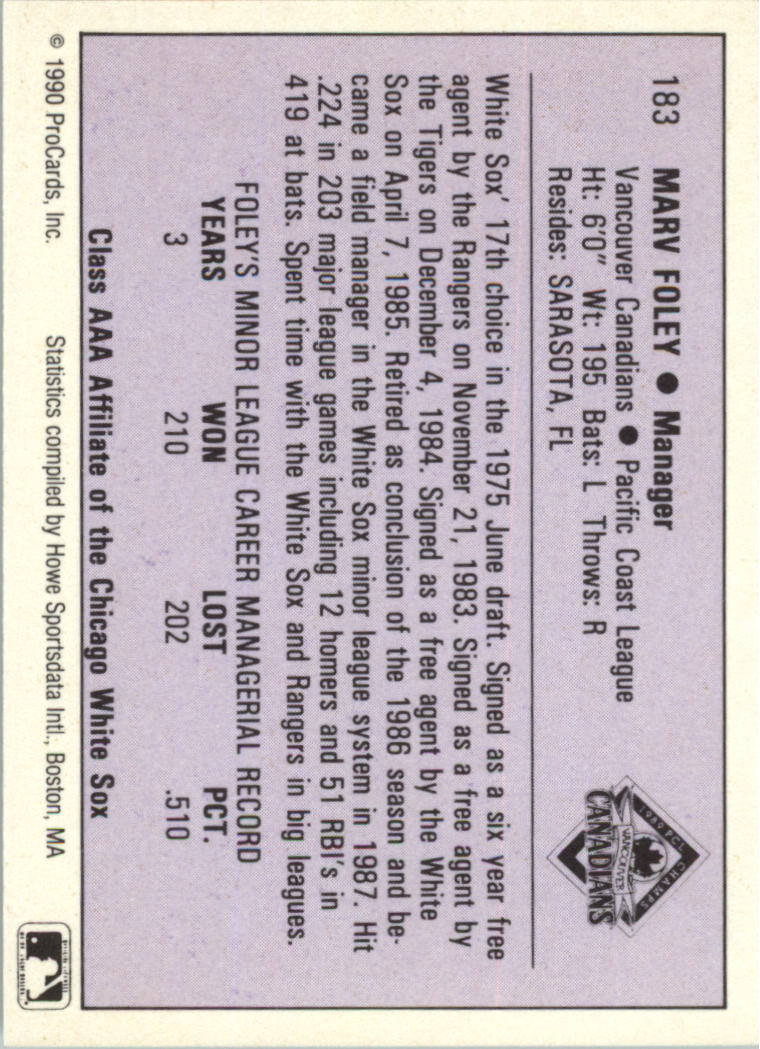 183 MARV FOLEY ● Manager
Vancouver Canadians ● Pacific Coast League
Ht: 6'0" Wt: 195 Bats: L Throws: R
Resides: SARASOTA, FL
1989 PCL CHAMPS
VANCOUVER
CANADIANS
White Sox' 17th choice in the 1975 June draft. Signed as a six year free
agent by the Rangers on November 21, 1983. Signed as a free agent by
the Tigers on December 4, 1984. Signed as a free agent by the White
Sox on April 7, 1985. Retired as conclusion of the 1986 season and be-
came a field manager in the White Sox minor league system in 1987. Hit
.224 in 203 major league games including 12 homers and 51 RBI's in
419 at bats. Spent time with the White Sox and Rangers in big leagues.
FOLEY'S MINOR LEAGUE CAREER MANAGERIAL RECORD
YEARS WON LOST PCT.
3 210 202 .510
Class AAA Affiliate of the Chicago White Sox
© 1990 ProCards, Inc. Statistics compiled by Howe Sportsdata Intl., Boston, MA